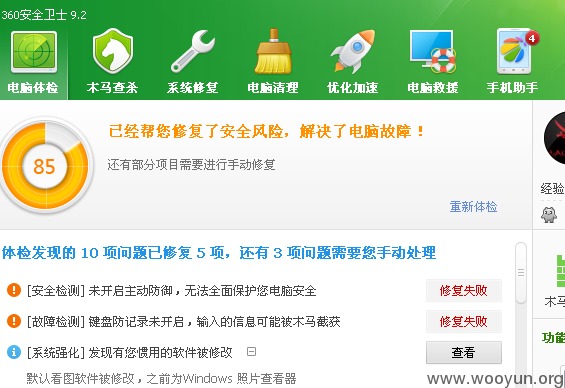 360安全卫士 9.2
电脑体检 木马查杀 系统修复 电脑清理 优化加速 电脑救援 手机助手
4
已经帮您修复了安全风险，解决了电脑故障！
85
还有部分项目需要进行手动修复
重新体检
经验
体检发现的 10 项问题已修复 5 项，还有 3 项问题需要您手动处理
[安全检测] 未开启主动防御，无法全面保护您电脑安全 修复失败
木马
[故障检测] 键盘防记录未开启，输入的信息可能被木马截获 修复失败
功能
[系统强化] 发现有您惯用的软件被修改 查看
默认看图软件被修改，之前为Windows 照片查看器
www.wooyun.org